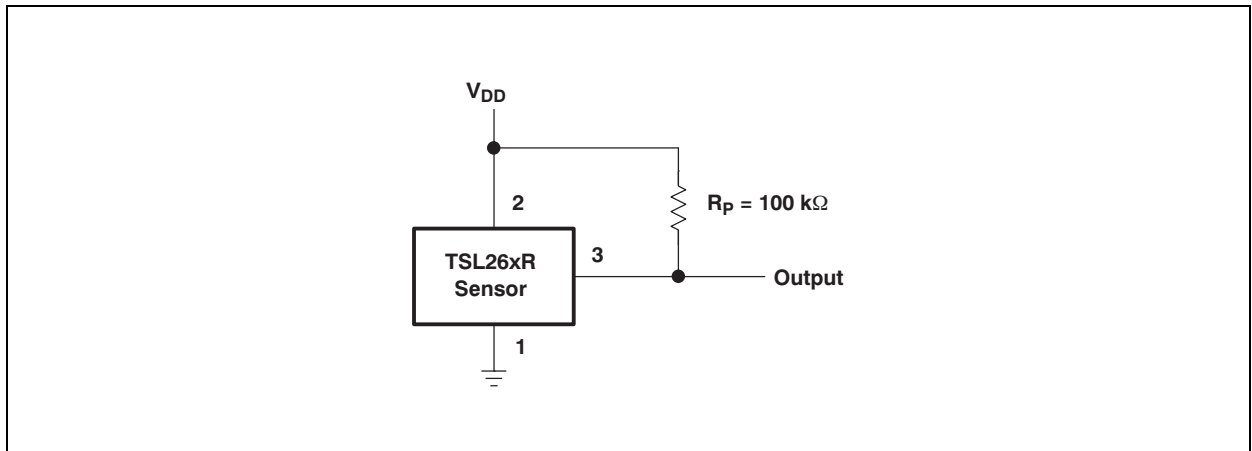 VDD
2
RP = 100 kΩ
3
TSL26xR
Sensor
Output
1